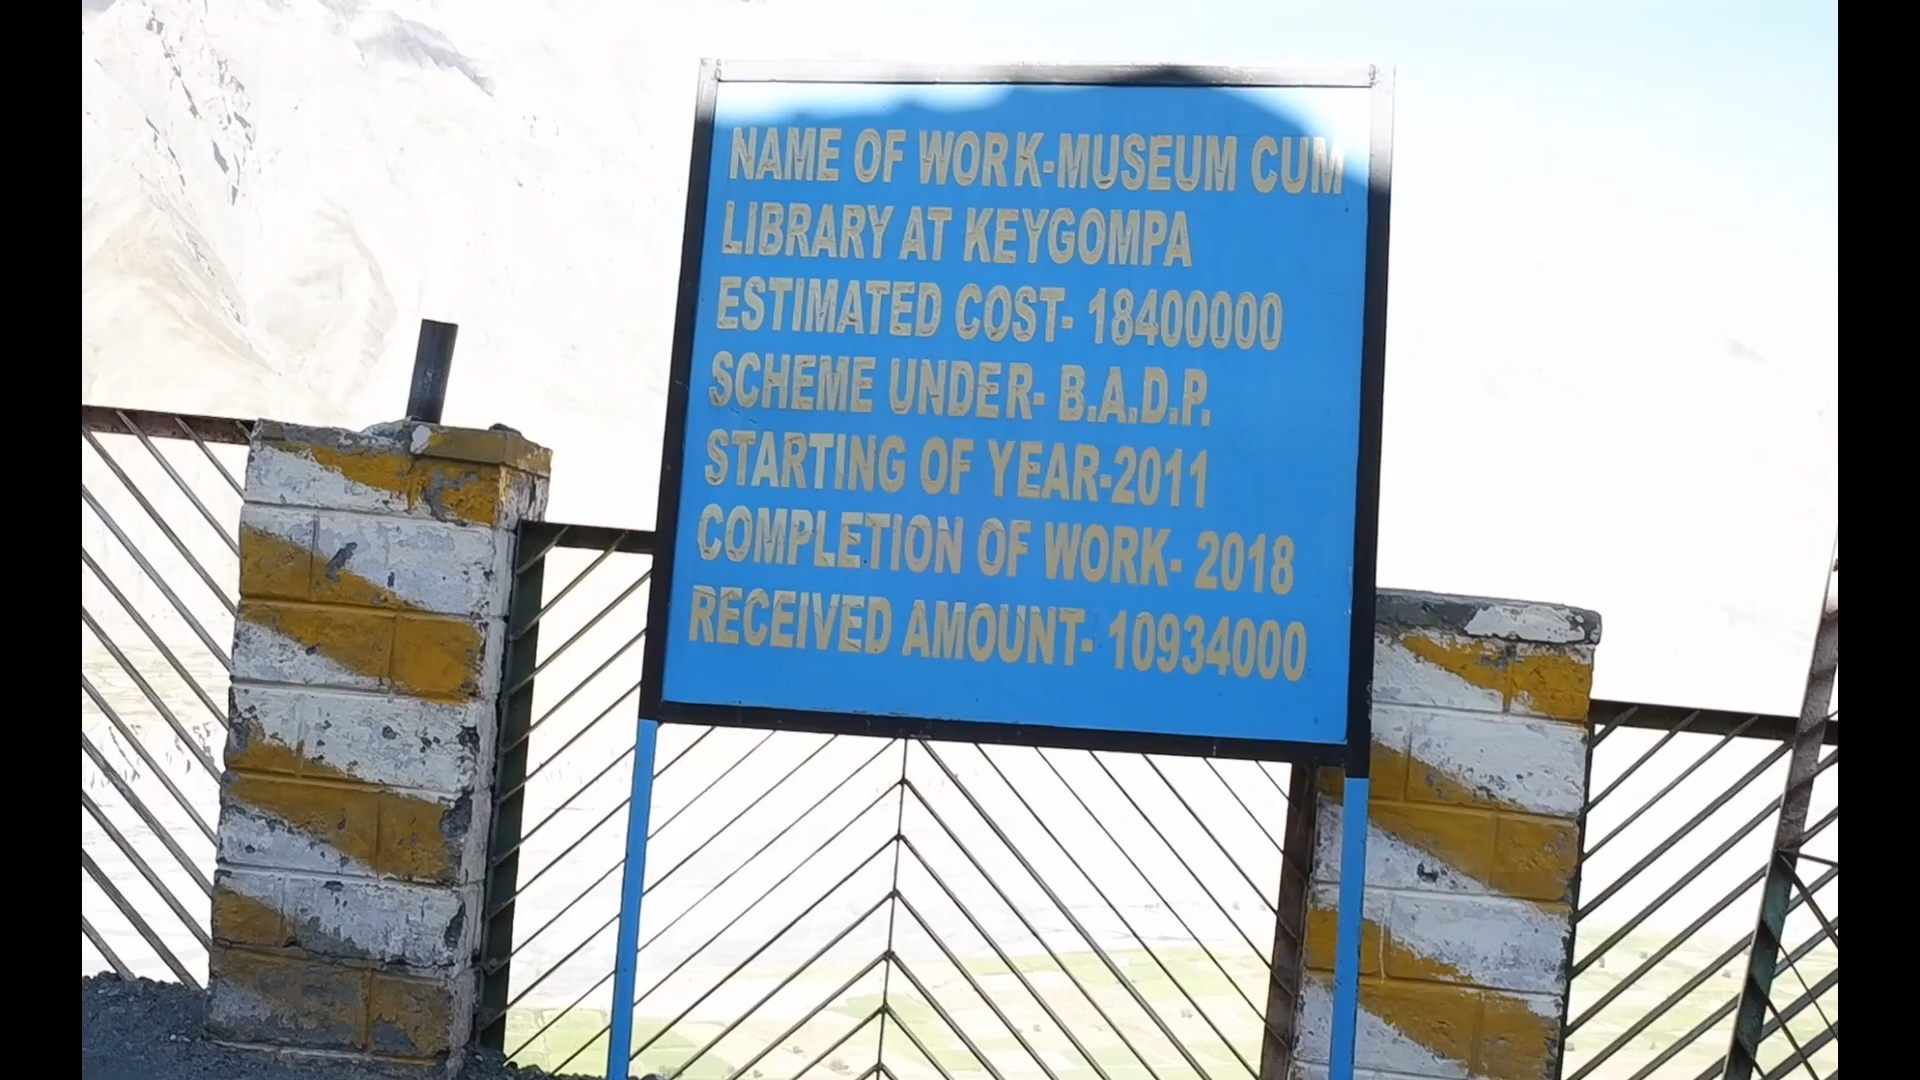 NAME OF WORK-MUSEUM CUM
LIBRARY AT KEYGOMPA
ESTIMATED COST- 18400000
SCHEME UNDER- B.A.D.P.
STARTING OF YEAR-2011
COMPLETION OF WORK- 2018
RECEIVED AMOUNT- 10934000